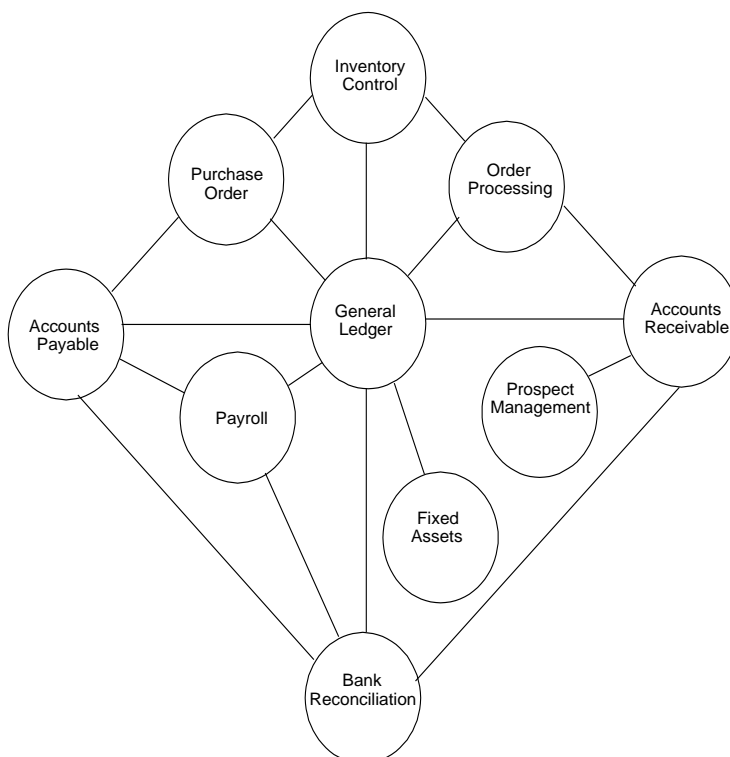 Inventory
Control
Purchase
Order
Order
Processing
General
Ledger
Accounts
Payable
Accounts
Receivable
Payroll
Prospect
Management
Fixed
Assets
Bank
Reconciliation